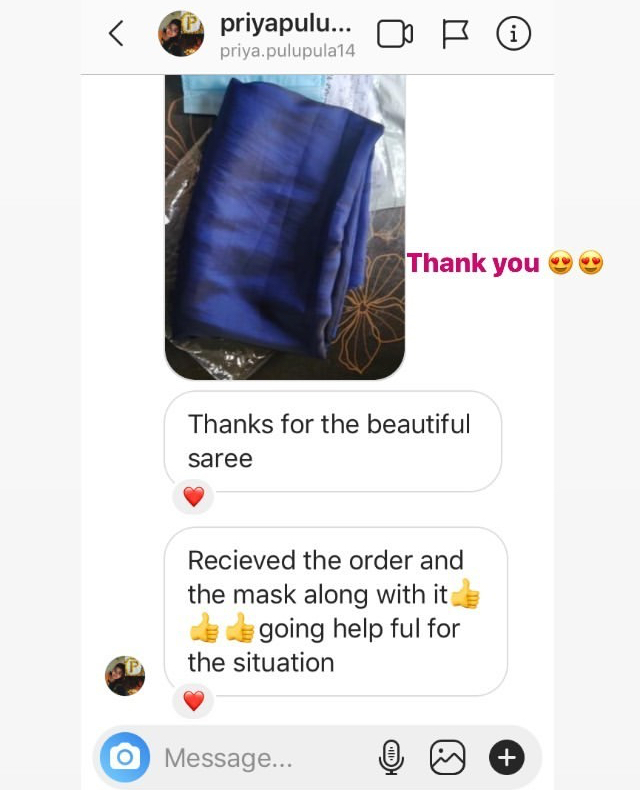 priyapulu...
priya.pulupula14
Thank you 😍😍
Thanks for the beautiful
saree
Recieved the order and
the mask along with it👍
👍👍going help ful for
the situation
Message...